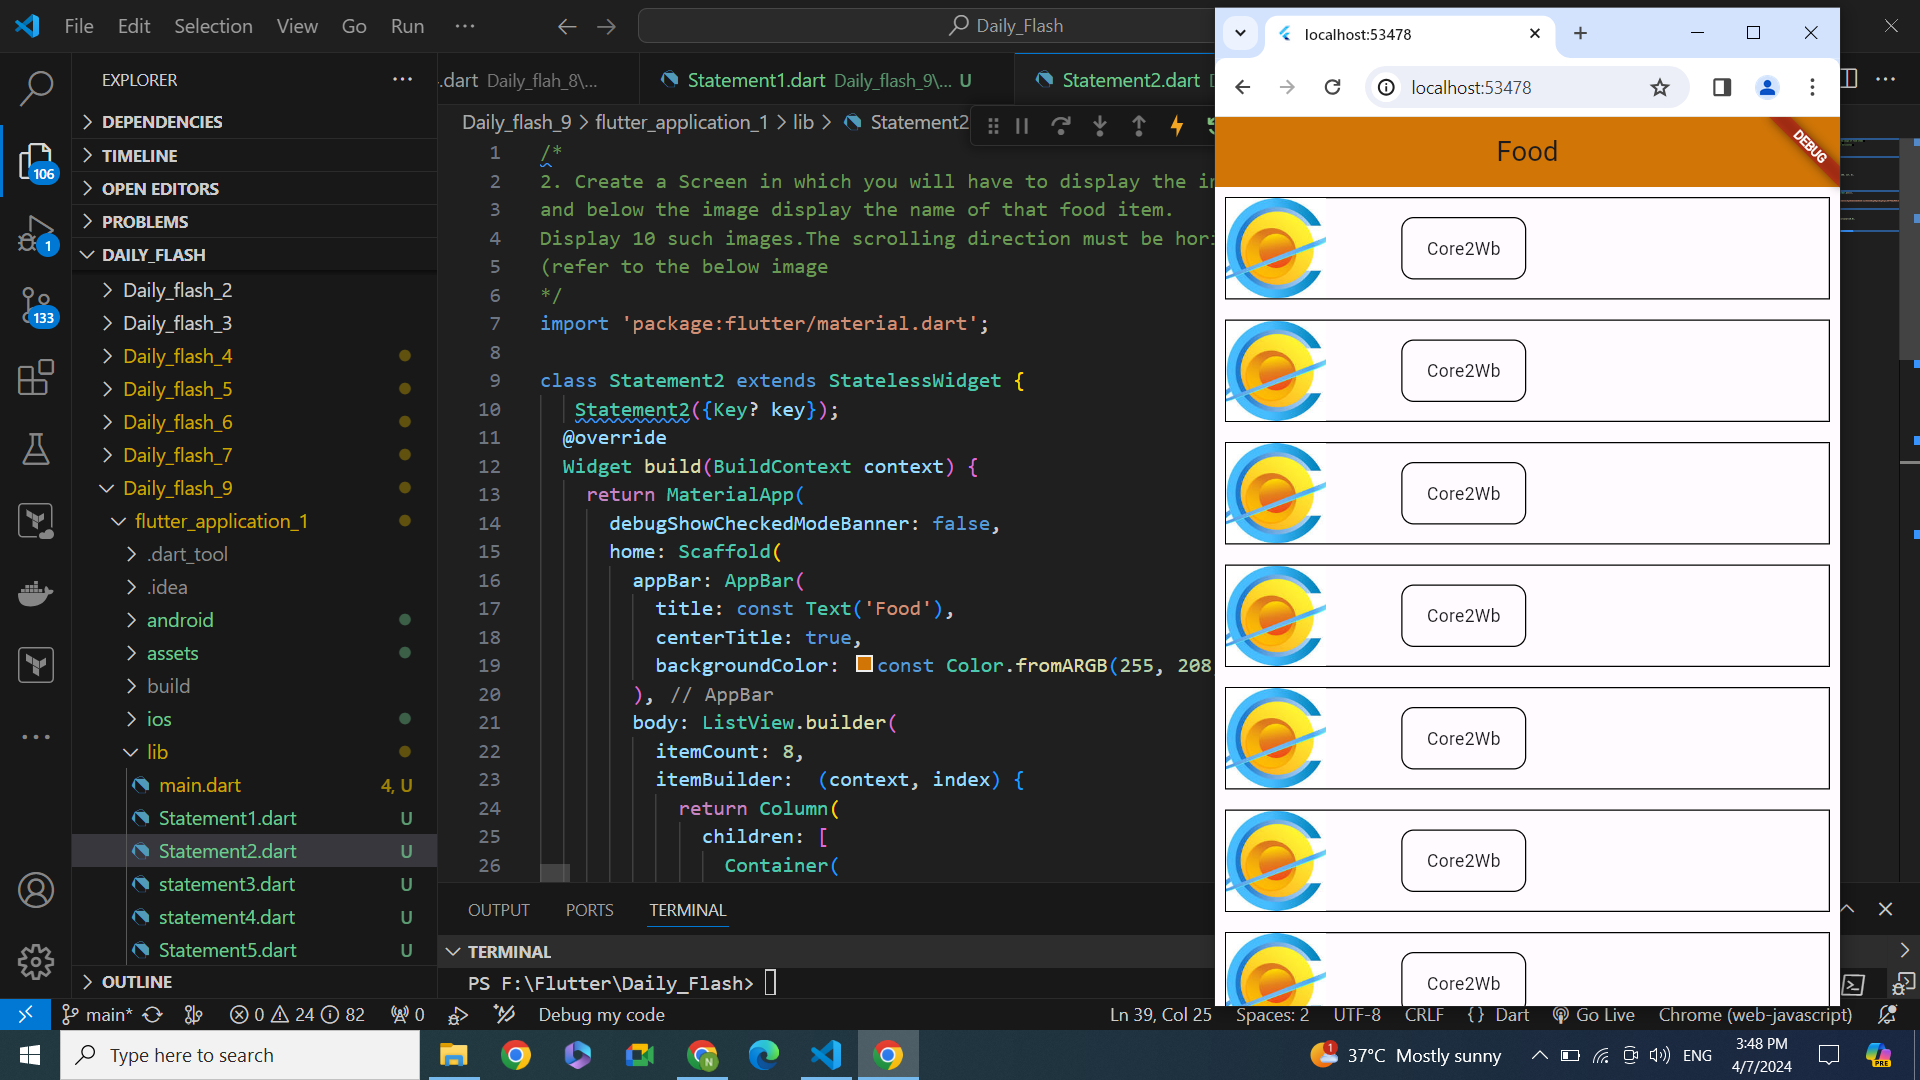 File Edit Selection View Go Run ···
Daily_Flash
EXPLORER
DEPENDENCIES
TIMELINE
OPEN EDITORS
PROBLEMS
DAILY_FLASH
Daily_flash_2
Daily_flash_3
Daily_flash_4
Daily_flash_5
Daily_flash_6
Daily_flash_7
Daily_flash_9
flutter_application_1
.dart_tool
.idea
android
assets
build
ios
lib
main.dart 4, U
Statement1.dart U
Statement2.dart U
statement3.dart U
statement4.dart U
Statement5.dart U
OUTLINE
106
1
133
.dart Daily_flah_8\... Statement1.dart Daily_flash_9\... U Statement2.dart
Daily_flash_9 > flutter_application_1 > lib > Statement2
1 /*
2 2. Create a Screen in which you will have to display the
3 and below the image display the name of that food item.
4 Display 10 such images.The scrolling direction must be
5 (refer to the below image
6 */
7 import 'package:flutter/material.dart';
8
9 class Statement2 extends StatelessWidget {
10 Statement2({Key? key});
11 @override
12 Widget build(BuildContext context) {
13 return MaterialApp(
14 debugShowCheckedModeBanner: false,
15 home: Scaffold(
16 appBar: AppBar(
17 title: const Text('Food'),
18 centerTitle: true,
19 backgroundColor: const Color.fromARGB(255, 208
20 ), // AppBar
21 body: ListView.builder(
22 itemCount: 8,
23 itemBuilder: (context, index) {
24 return Column(
25 children: [
26 Container(
OUTPUT PORTS TERMINAL
TERMINAL
PS F:\Flutter\Daily_Flash>
localhost:53478
localhost:53478
Food
DEBUG
Core2Wb
Core2Wb
Core2Wb
Core2Wb
Core2Wb
Core2Wb
Core2Wb
main* 0 24 82 0 Debug my code Ln 39, Col 25 Spaces: 2 UTF-8 CRLF {} Dart Go Live Chrome (web-javascript)
Type here to search
N
1
37°C Mostly sunny
ENG
3:48 PM
4/7/2024
PRE